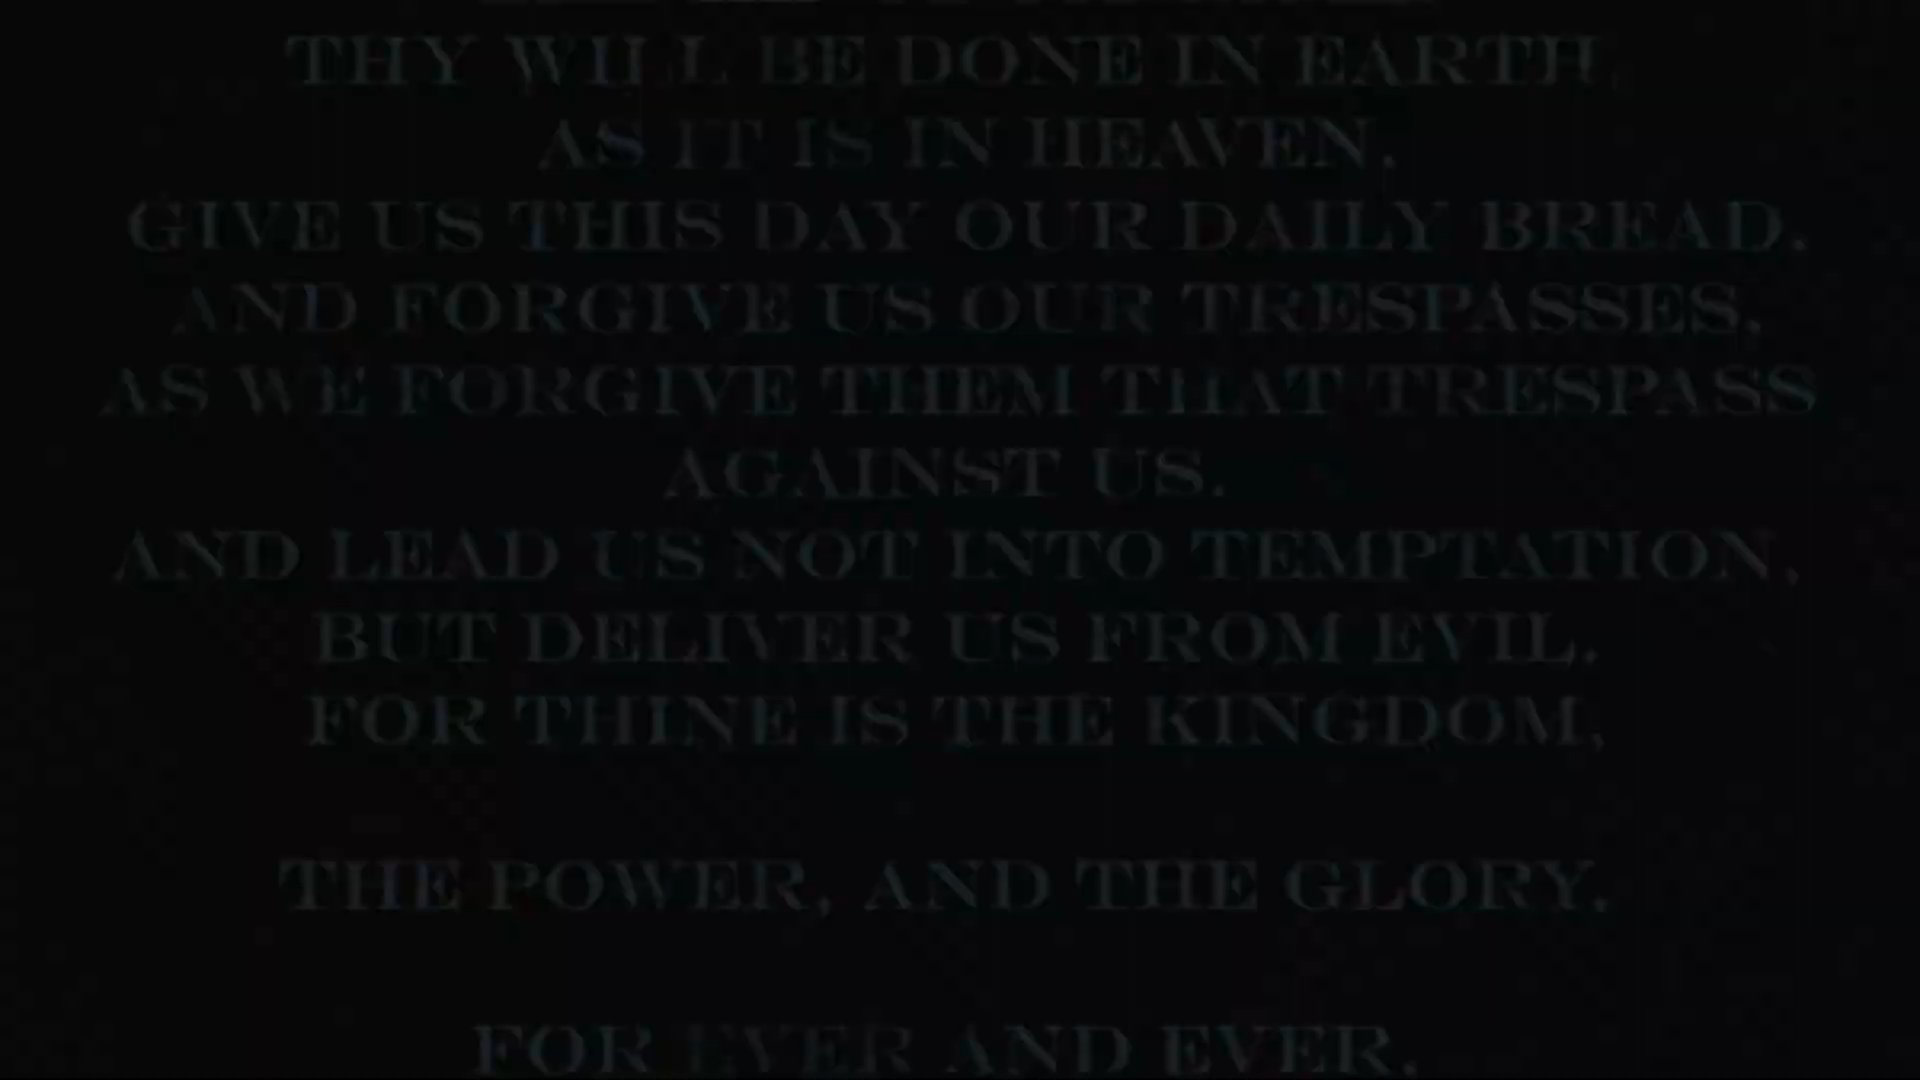 THY WILL BE DONE IN EARTH
AS IT IS IN HEAVEN.
GIVE US THIS DAY OUR DAILY BREAD.
AND FORGIVE US OUR TRESPASSES,
AS WE FORGIVE THEM THAT TRESPASS
AGAINST US.
AND LEAD US NOT INTO TEMPTATION,
BUT DELIVER US FROM EVIL.
FOR THINE IS THE KINGDOM,
THE POWER, AND THE GLORY.
FOR EVER AND EVER.